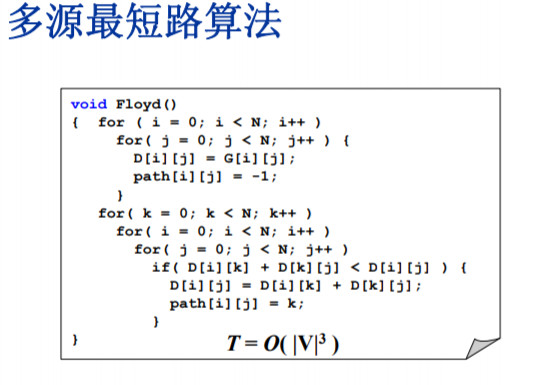 多源最短路算法
void Floyd()
{ for ( i = 0; i < N; i++ )
for( j = 0; j < N; j++ ) {
D[i][j] = G[i][j];
path[i][j] = -1;
}
for( k = 0; k < N; k++ )
for( i = 0; i < N; i++ )
for( j = 0; j < N; j++ )
if( D[i][k] + D[k][j] < D[i][j] ) {
D[i][j] = D[i][k] + D[k][j];
path[i][j] = k;
}
} T = O( |V|³ )